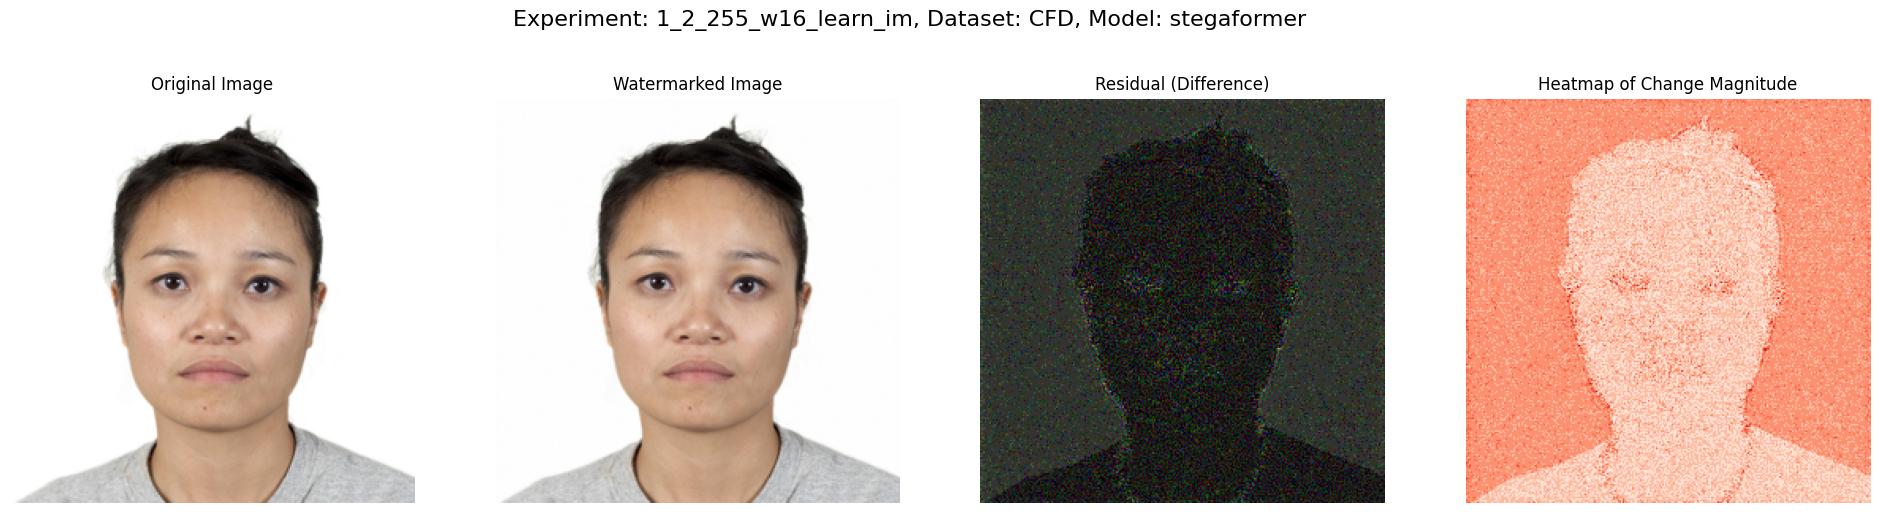 Experiment: 1_2_255_w16_learn_im, Dataset: CFD, Model: stegaformer
Original Image
Watermarked Image
Residual (Difference)
Heatmap of Change Magnitude